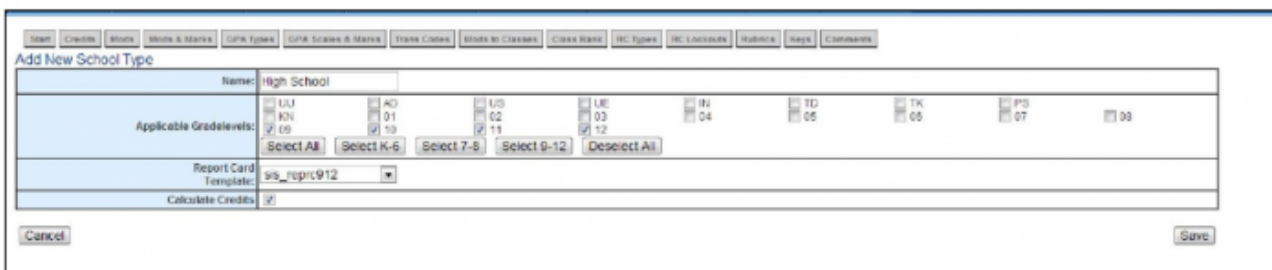 Start Credits Mods Mods & Marks GPA Types GPA Scales & Marks Trans Codes Mods to Classes Class Rank RC Types RC Lockouts Rubrics Keys Comments
Add New School Type
Name: High School
UU AD US UE IN TD TK PS
KN 01 02 03 04 05 06 07 08
Applicable Gradelevels: 09 10 11 12
Select All Select K-6 Select 7-8 Select 9-12 Deselect All
Report Card
Template: sis_reprc912
Calculate Credits
Cancel Save